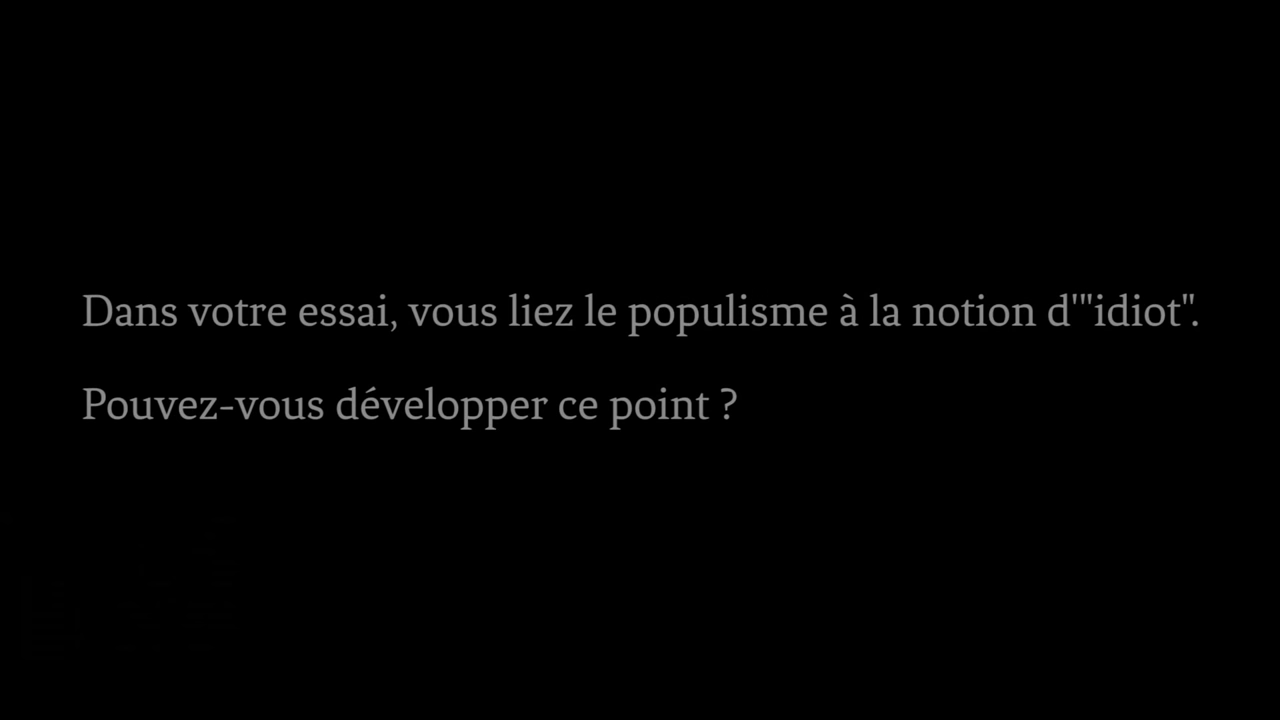 Dans votre essai, vous liez le populisme à la notion d'"idiot".
Pouvez-vous développer ce point ?